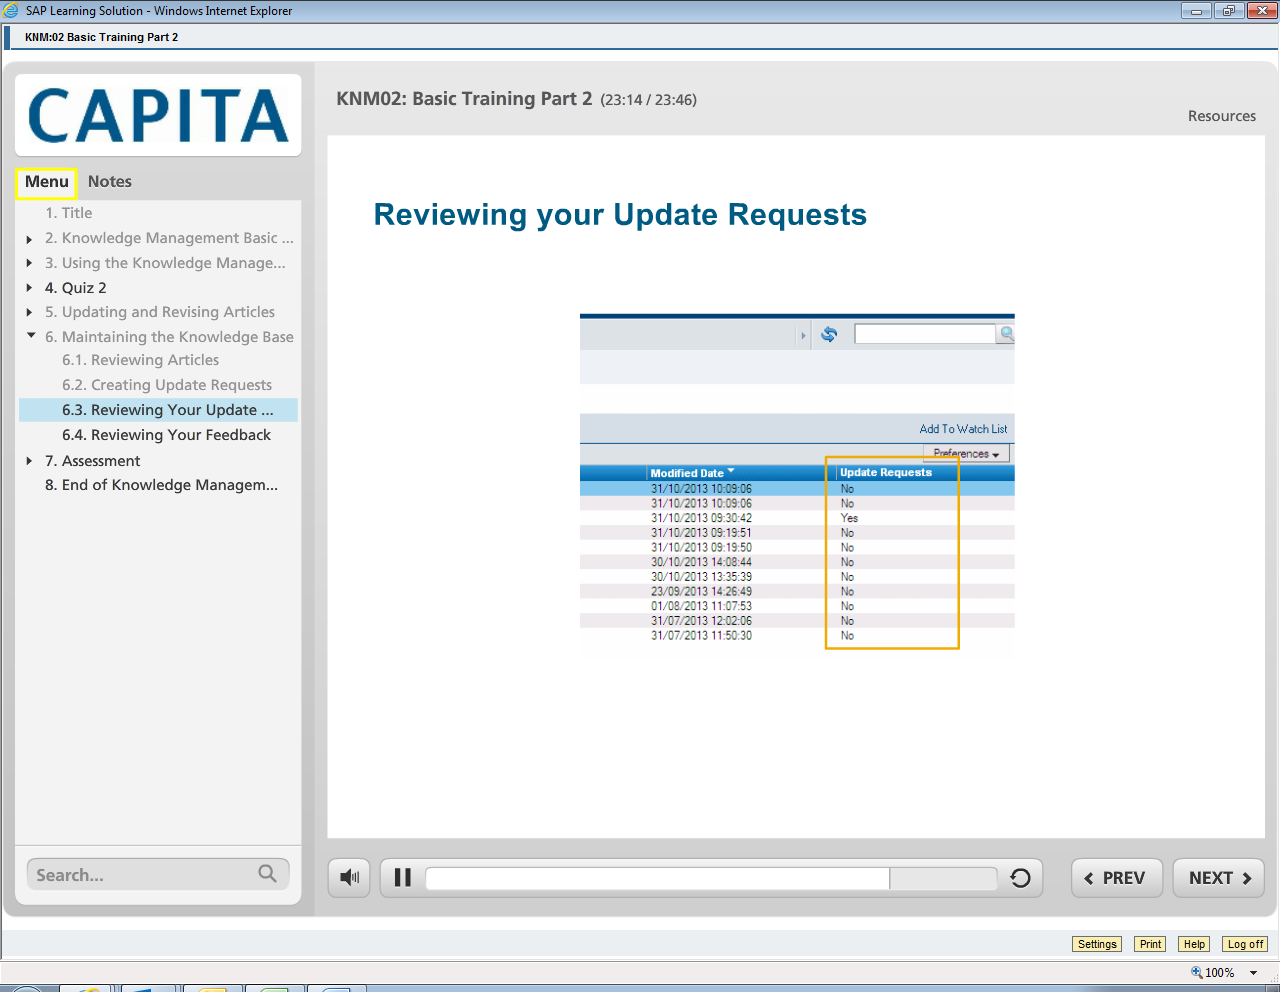 SAP Learning Solution - Windows Internet Explorer
KNM:02 Basic Training Part 2
CAPITA
KNM02: Basic Training Part 2 (23:14 / 23:46)
Resources
Menu
Notes
1. Title
2. Knowledge Management Basic ...
3. Using the Knowledge Manage...
4. Quiz 2
5. Updating and Revising Articles
6. Maintaining the Knowledge Base
6.1. Reviewing Articles
6.2. Creating Update Requests
6.3. Reviewing Your Update ...
6.4. Reviewing Your Feedback
7. Assessment
8. End of Knowledge Managem...
Search...
Reviewing your Update Requests
Add To Watch List
Preferences
Modified Date Update Requests
31/10/2013 10:09:06 No
31/10/2013 10:09:06 No
31/10/2013 09:30:42 Yes
31/10/2013 09:19:51 No
31/10/2013 09:19:50 No
30/10/2013 14:08:44 No
30/10/2013 13:35:39 No
23/09/2013 14:26:49 No
01/08/2013 11:07:53 No
31/07/2013 12:02:06 No
31/07/2013 11:50:30 No
PREV
NEXT
Settings Print Help Log off
100%